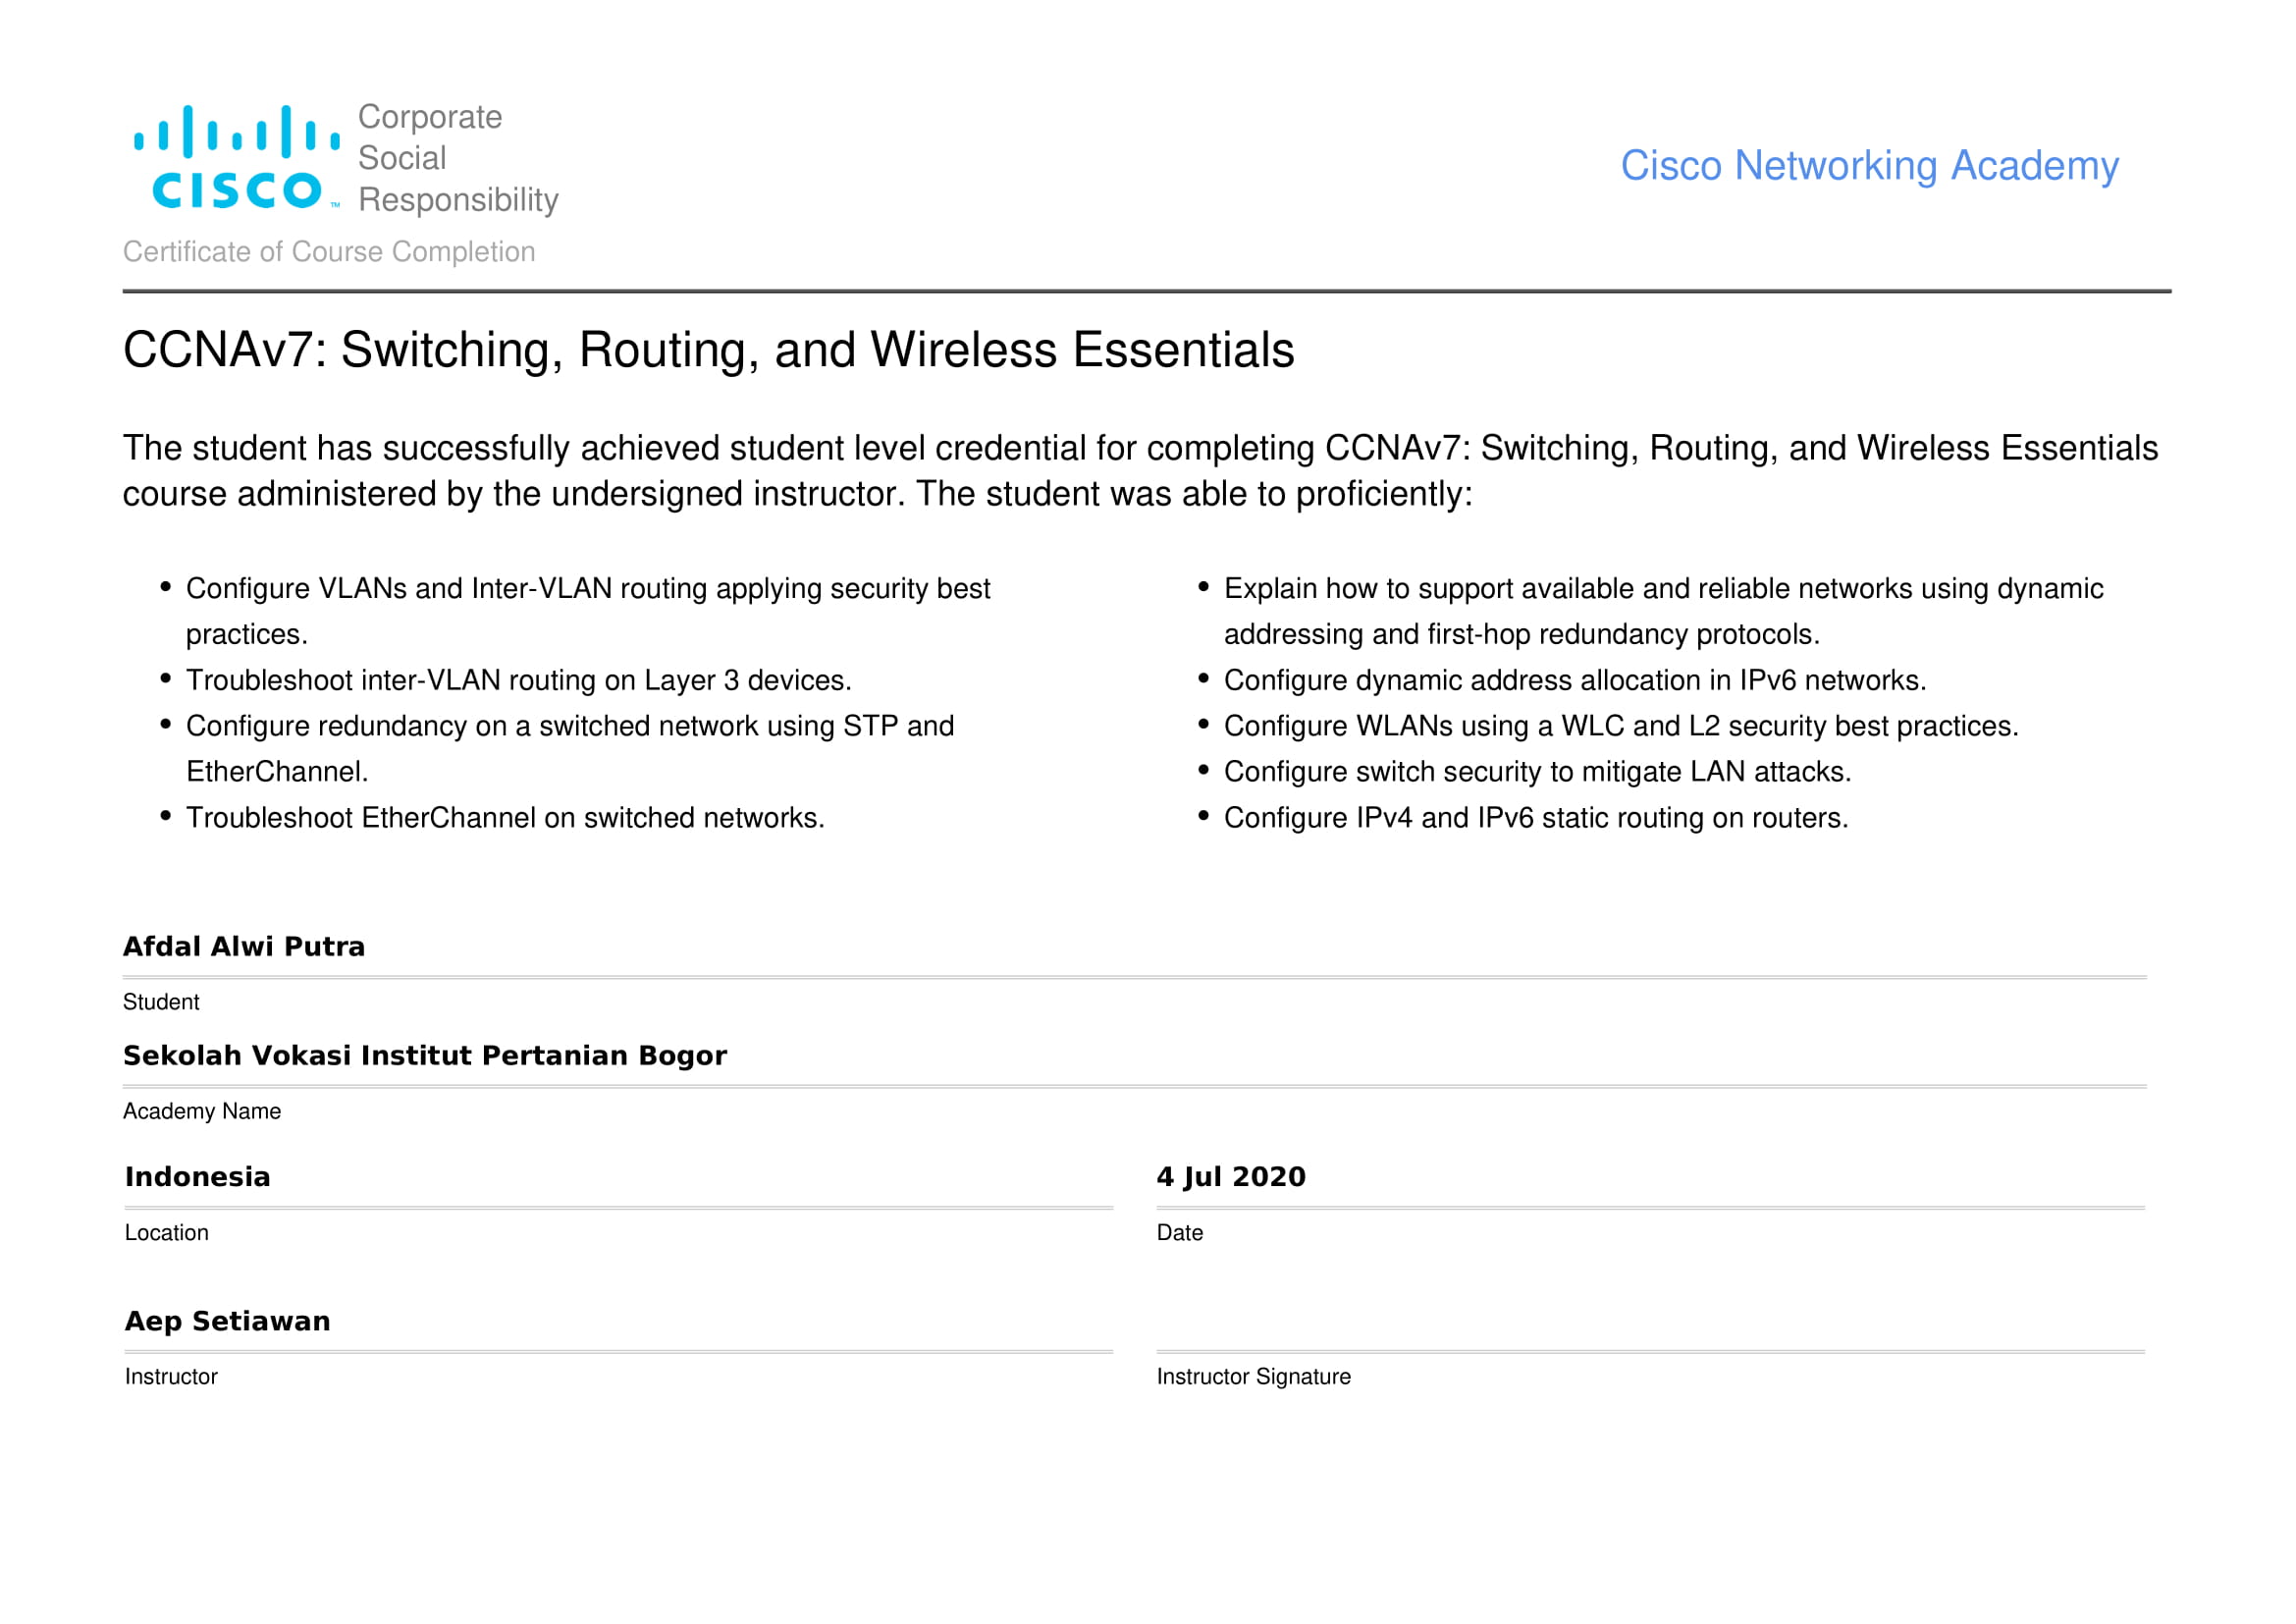 Corporate
Social
Responsibility
CISCO™
Cisco Networking Academy
Certificate of Course Completion
CCNAv7: Switching, Routing, and Wireless Essentials
The student has successfully achieved student level credential for completing CCNAv7: Switching, Routing, and Wireless Essentials
course administered by the undersigned instructor. The student was able to proficiently:
• Configure VLANs and Inter-VLAN routing applying security best
practices.
• Troubleshoot inter-VLAN routing on Layer 3 devices.
• Configure redundancy on a switched network using STP and
EtherChannel.
• Troubleshoot EtherChannel on switched networks.
• Explain how to support available and reliable networks using dynamic
addressing and first-hop redundancy protocols.
• Configure dynamic address allocation in IPv6 networks.
• Configure WLANs using a WLC and L2 security best practices.
• Configure switch security to mitigate LAN attacks.
• Configure IPv4 and IPv6 static routing on routers.
Afdal Alwi Putra
Student
Sekolah Vokasi Institut Pertanian Bogor
Academy Name
Indonesia
Location
4 Jul 2020
Date
Aep Setiawan
Instructor
Instructor Signature